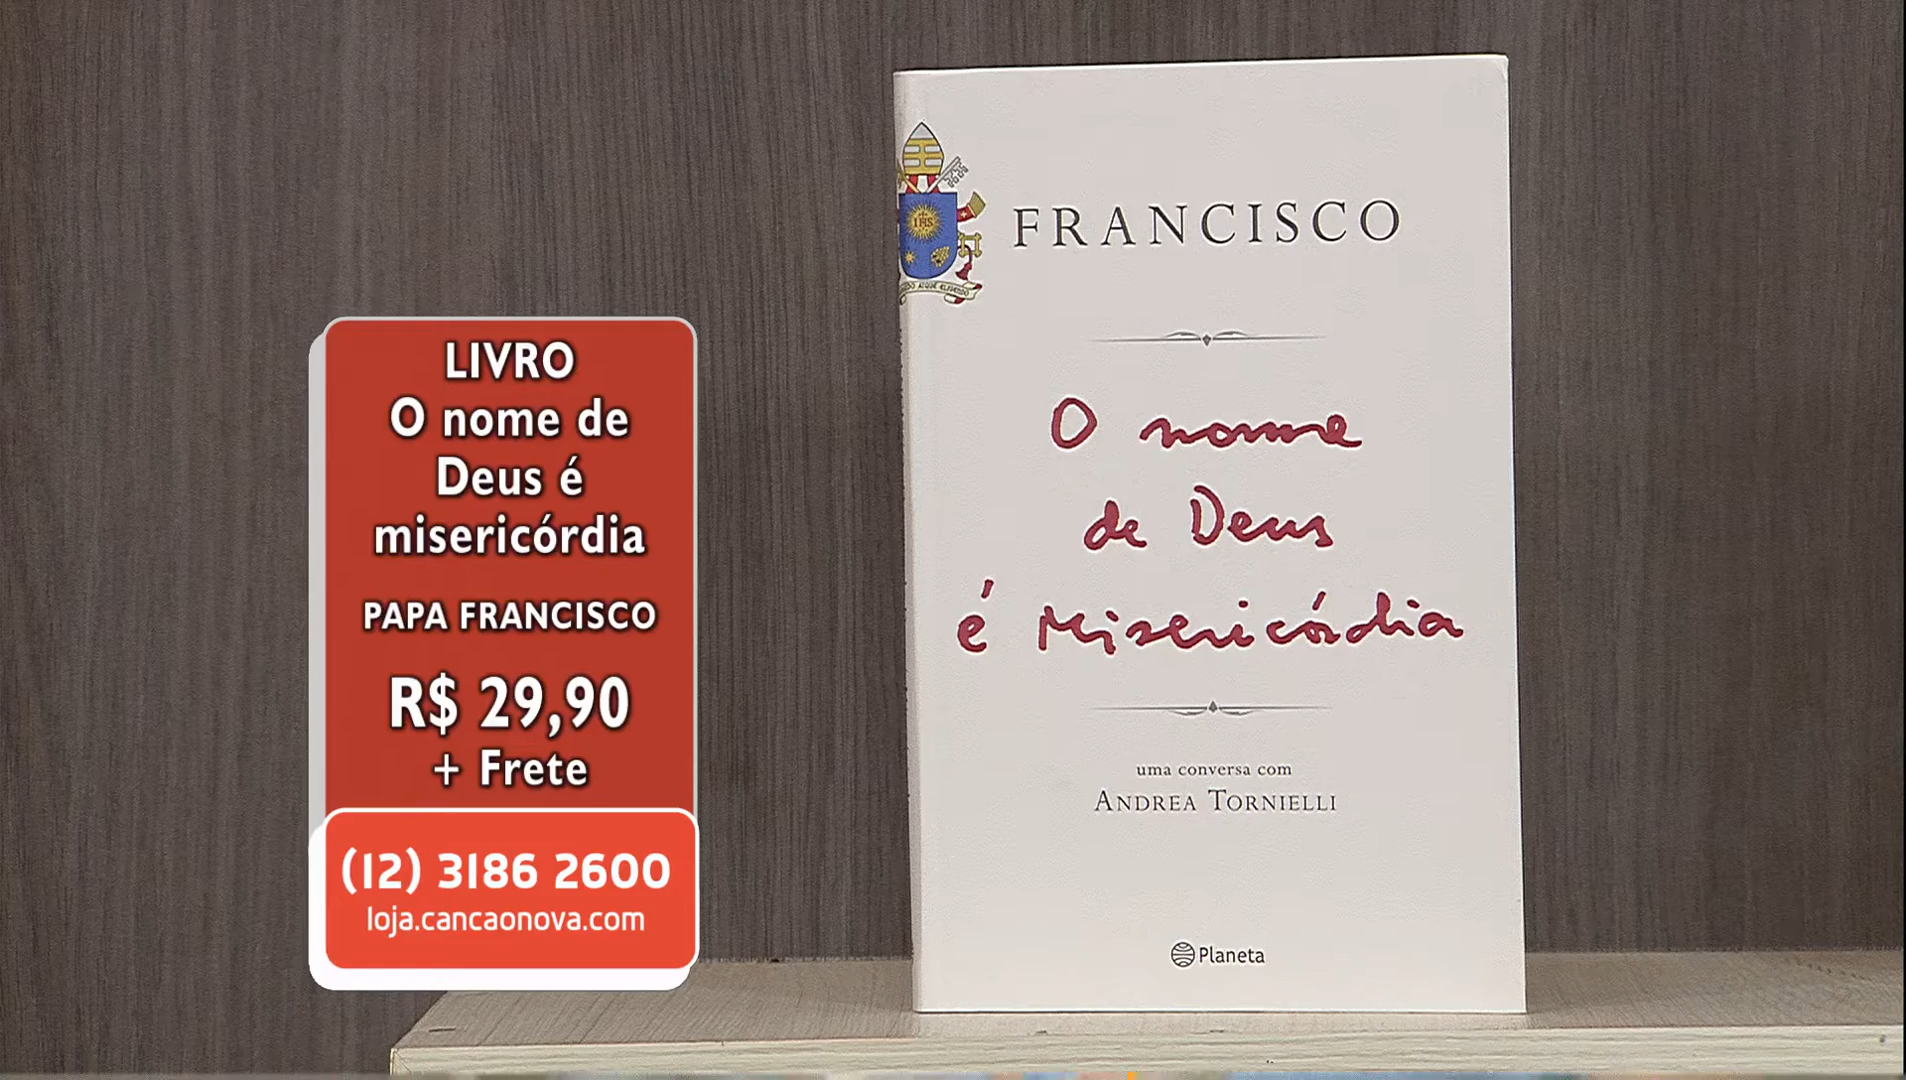 LIVRO
O nome de
Deus é
misericórdia
PAPA FRANCISCO
R$ 29,90
+ Frete
(12) 3186 2600
loja.cancaonova.com
FRANCISCO
O nome
de Deus
é Misericórdia
uma conversa com
ANDREA TORNIELLI
Planeta